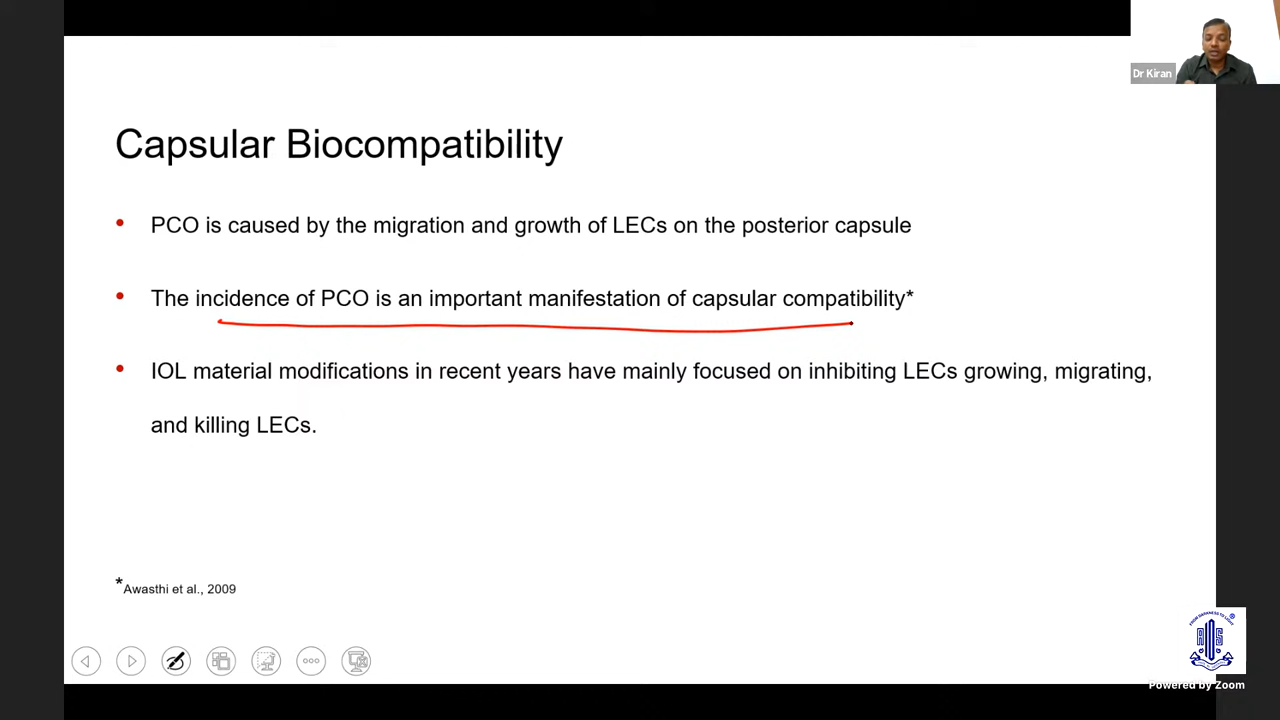 Dr Kiran
Capsular Biocompatibility
• PCO is caused by the migration and growth of LECs on the posterior capsule
• The incidence of PCO is an important manifestation of capsular compatibility*
• IOL material modifications in recent years have mainly focused on inhibiting LECs growing, migrating,
and killing LECs.
*Awasthi et al., 2009
Powered by Zoom